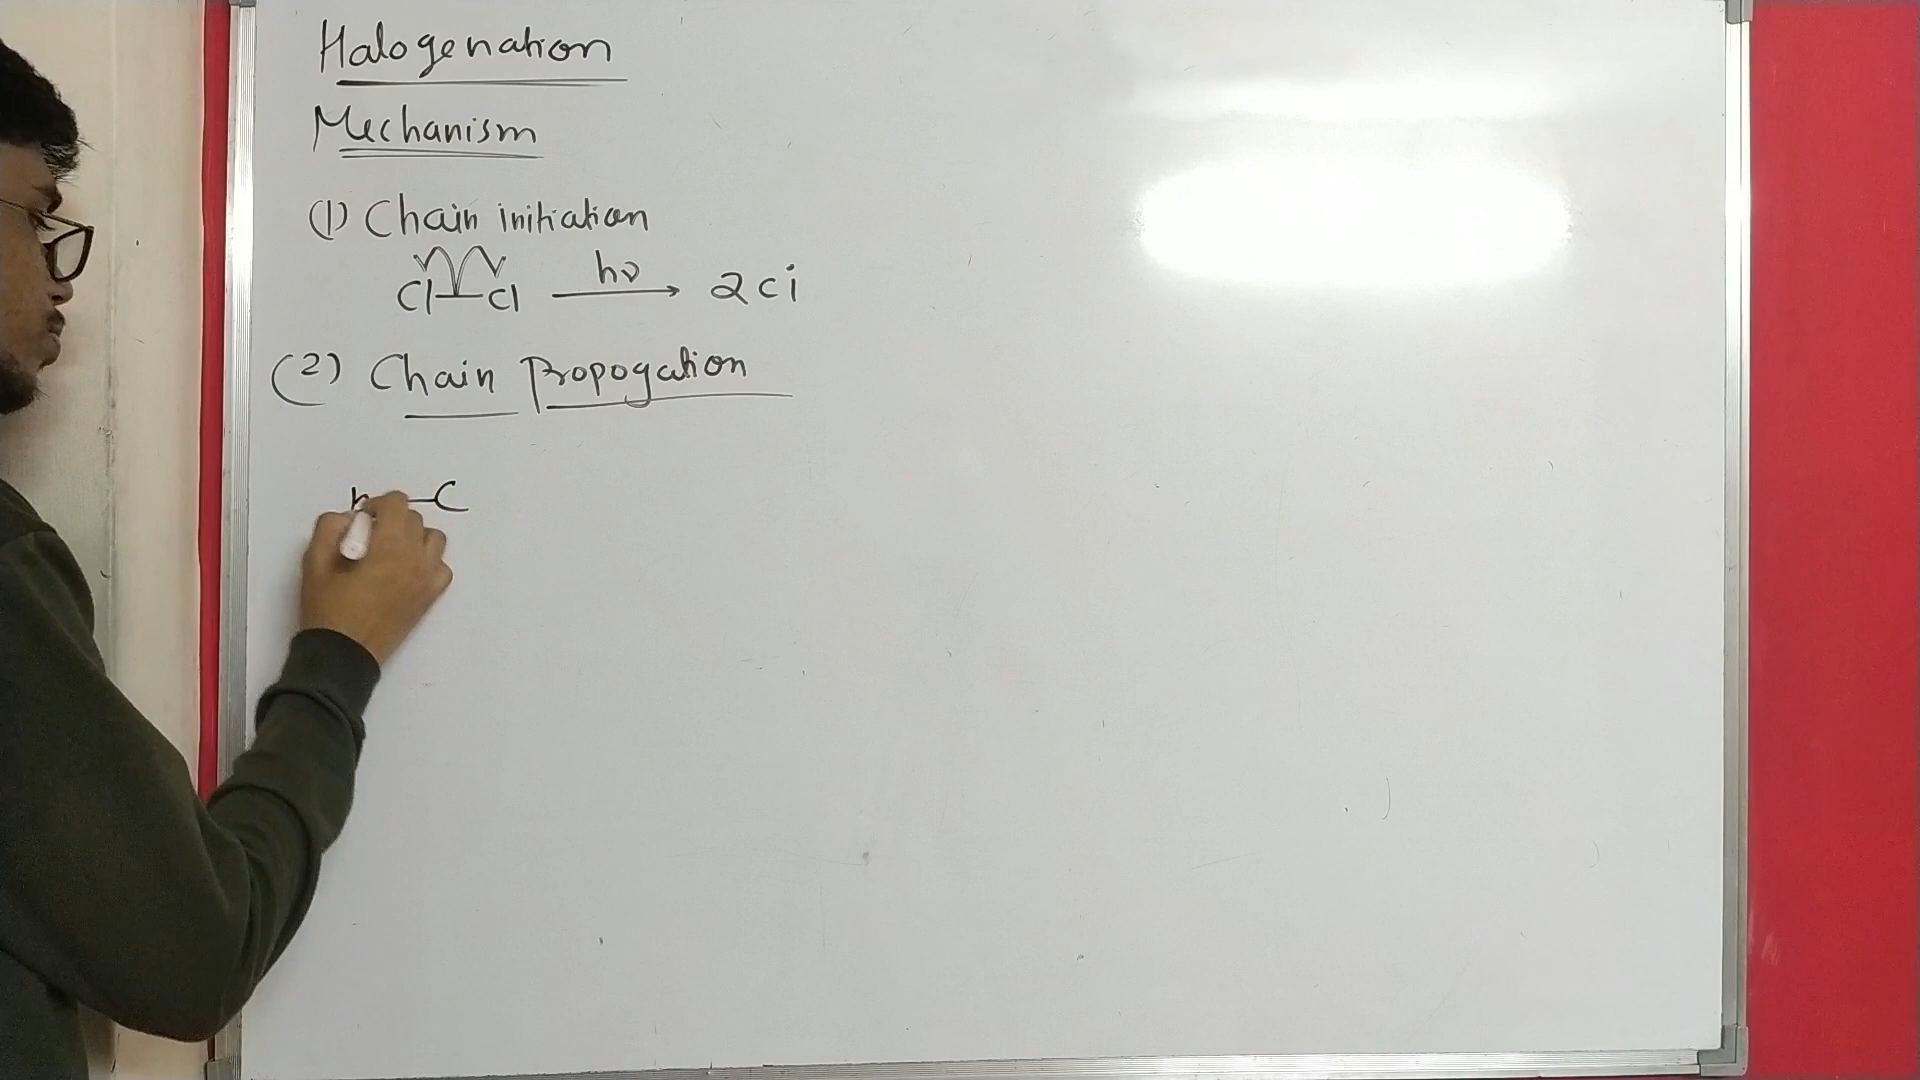 Halogenation
Mechanism
(1) Chain initiation
Cl—Cl hν → 2Cl
(2) Chain Propogation
—C